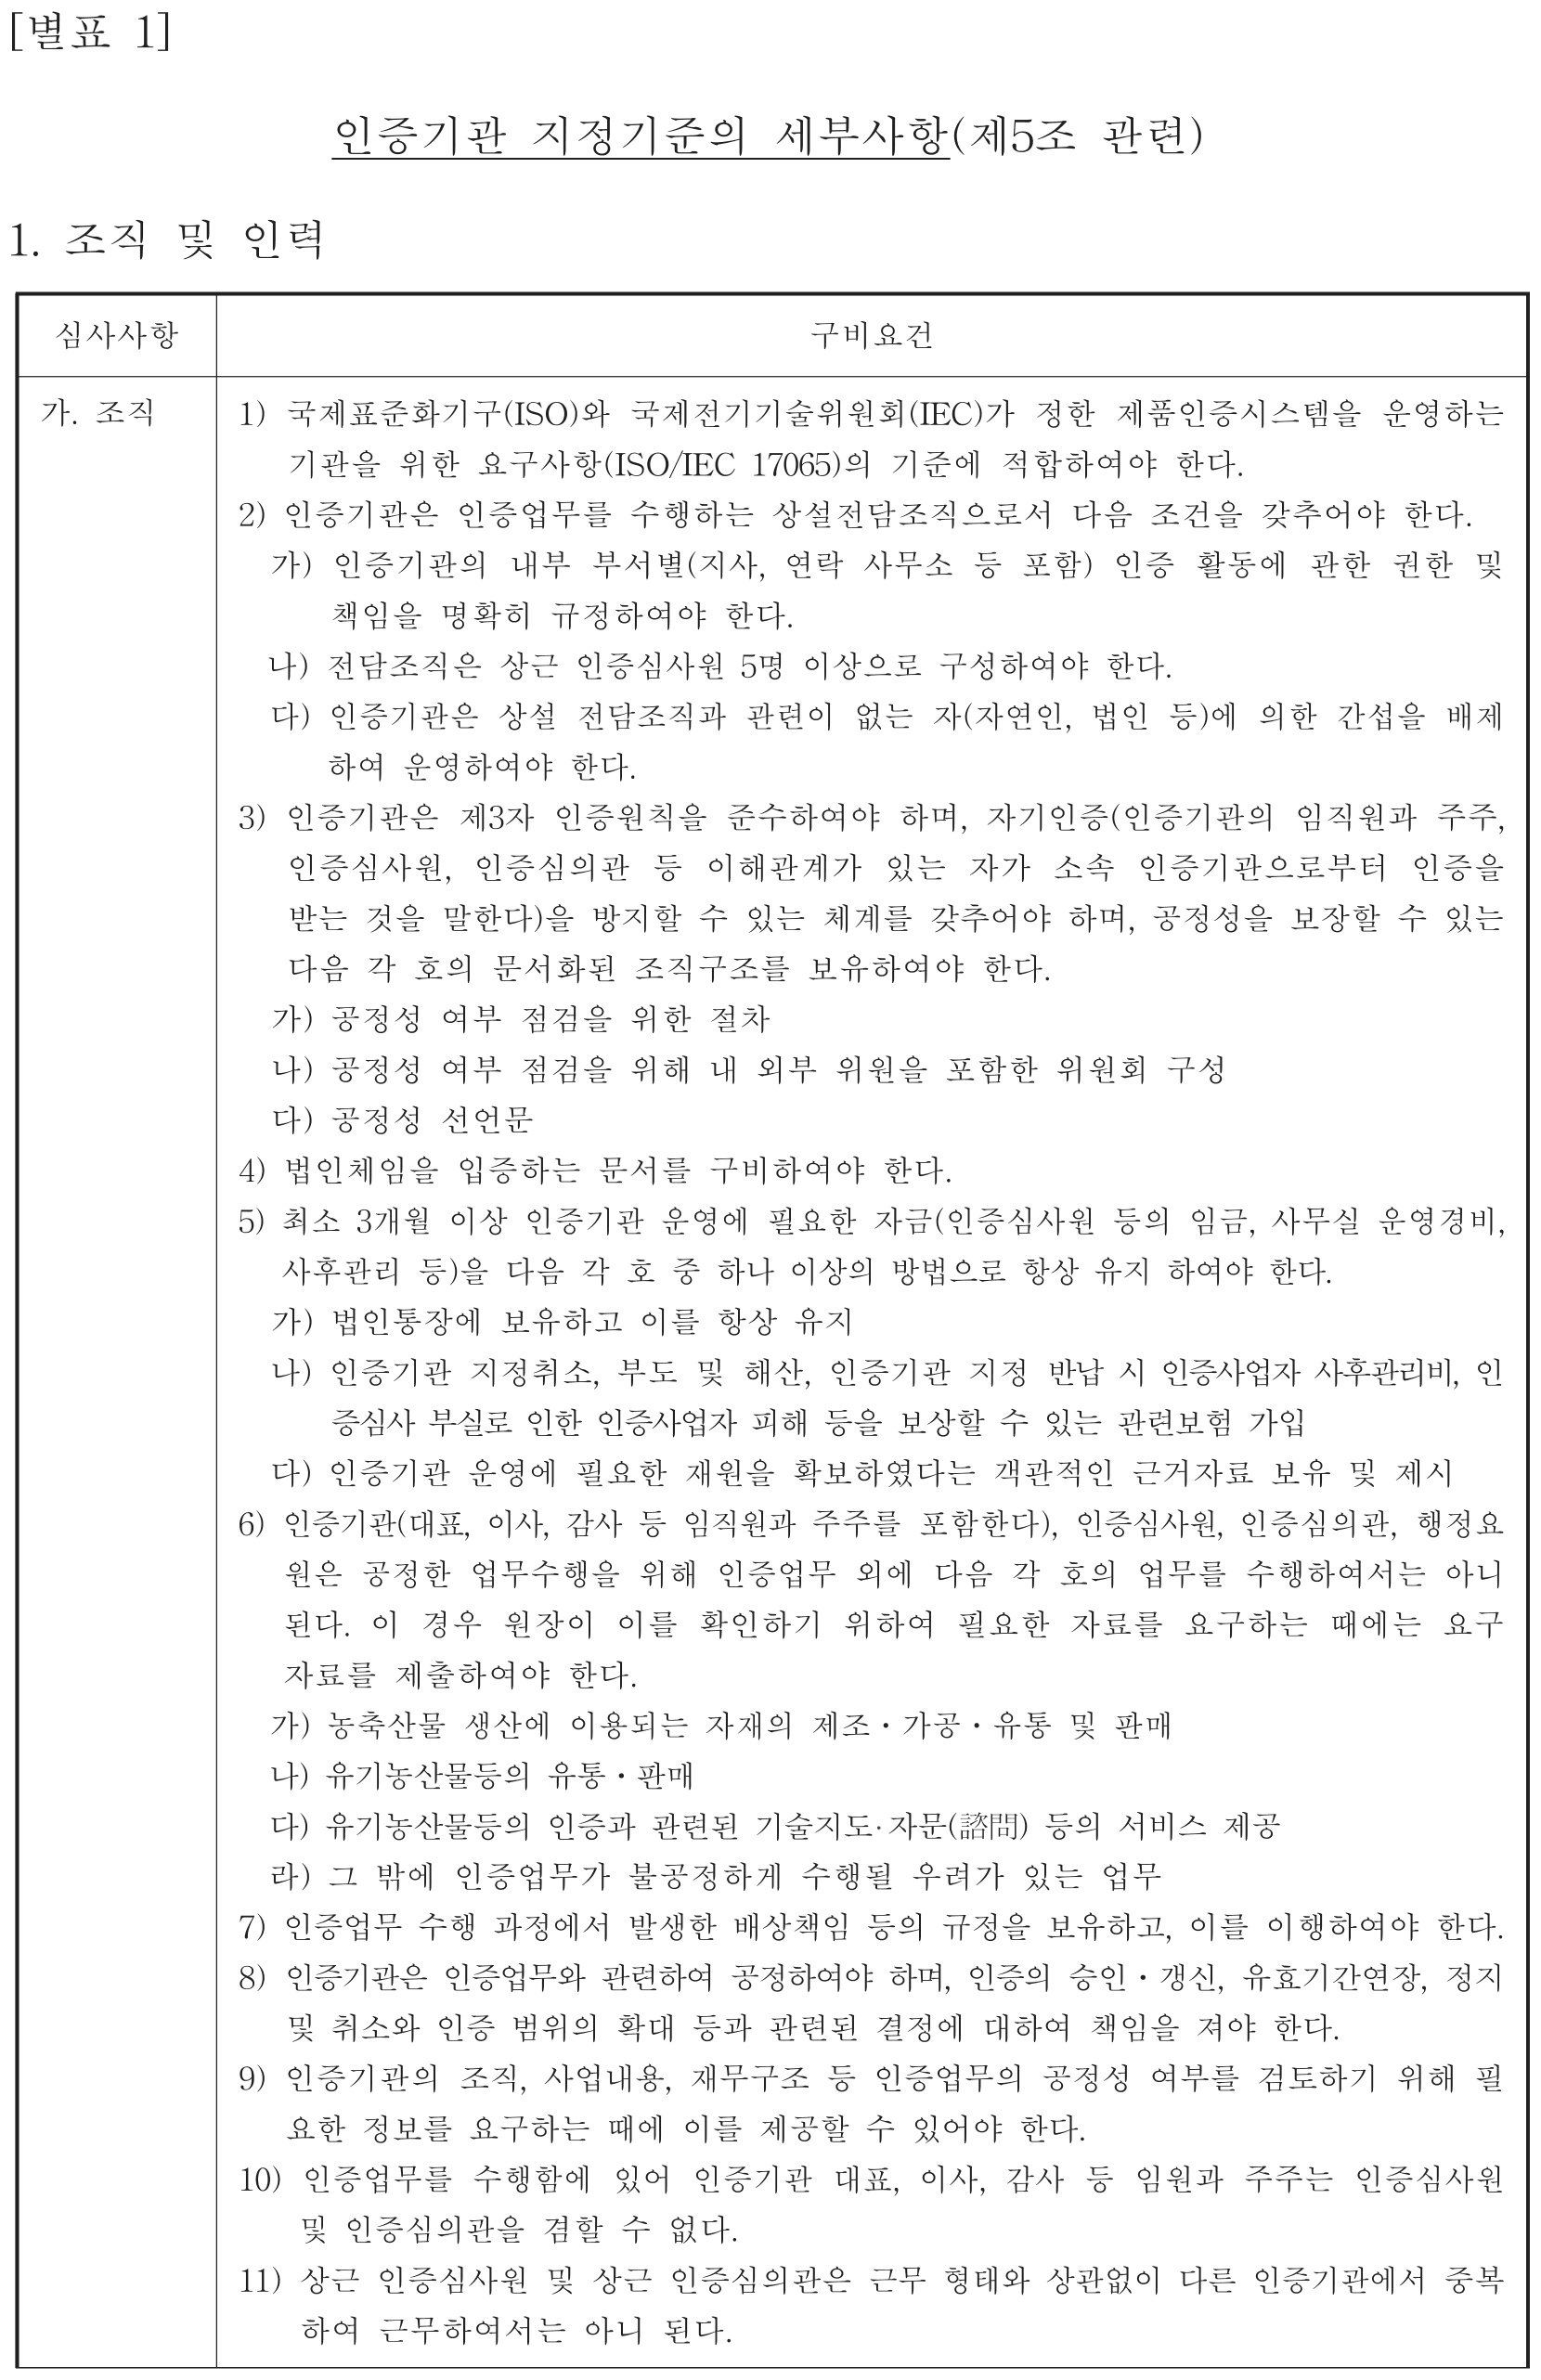 [별표 1]
인증기관 지정기준의 세부사항(제5조 관련)
1. 조직 및 인력
심사사항
구비요건
가. 조직
1) 국제표준화기구(ISO)와 국제전기기술위원회(IEC)가 정한 제품인증시스템을 운영하는
기관을 위한 요구사항(ISO/IEC 17065)의 기준에 적합하여야 한다.
2) 인증기관은 인증업무를 수행하는 상설전담조직으로서 다음 조건을 갖추어야 한다.
가) 인증기관의 내부 부서별(지사, 연락 사무소 등 포함) 인증 활동에 관한 권한 및
책임을 명확히 규정하여야 한다.
나) 전담조직은 상근 인증심사원 5명 이상으로 구성하여야 한다.
다) 인증기관은 상설 전담조직과 관련이 없는 자(자연인, 법인 등)에 의한 간섭을 배제
하여 운영하여야 한다.
3) 인증기관은 제3자 인증원칙을 준수하여야 하며, 자기인증(인증기관의 임직원과 주주,
인증심사원, 인증심의관 등 이해관계가 있는 자가 소속 인증기관으로부터 인증을
받는 것을 말한다)을 방지할 수 있는 체계를 갖추어야 하며, 공정성을 보장할 수 있는
다음 각 호의 문서화된 조직구조를 보유하여야 한다.
가) 공정성 여부 점검을 위한 절차
나) 공정성 여부 점검을 위해 내 외부 위원을 포함한 위원회 구성
다) 공정성 선언문
4) 법인체임을 입증하는 문서를 구비하여야 한다.
5) 최소 3개월 이상 인증기관 운영에 필요한 자금(인증심사원 등의 임금, 사무실 운영경비,
사후관리 등)을 다음 각 호 중 하나 이상의 방법으로 항상 유지 하여야 한다.
가) 법인통장에 보유하고 이를 항상 유지
나) 인증기관 지정취소, 부도 및 해산, 인증기관 지정 반납 시 인증사업자 사후관리비, 인
증심사 부실로 인한 인증사업자 피해 등을 보상할 수 있는 관련보험 가입
다) 인증기관 운영에 필요한 재원을 확보하였다는 객관적인 근거자료 보유 및 제시
6) 인증기관(대표, 이사, 감사 등 임직원과 주주를 포함한다), 인증심사원, 인증심의관, 행정요
원은 공정한 업무수행을 위해 인증업무 외에 다음 각 호의 업무를 수행하여서는 아니
된다. 이 경우 원장이 이를 확인하기 위하여 필요한 자료를 요구하는 때에는 요구
자료를 제출하여야 한다.
가) 농축산물 생산에 이용되는 자재의 제조・가공・유통 및 판매
나) 유기농산물등의 유통・판매
다) 유기농산물등의 인증과 관련된 기술지도·자문(諮問) 등의 서비스 제공
라) 그 밖에 인증업무가 불공정하게 수행될 우려가 있는 업무
7) 인증업무 수행 과정에서 발생한 배상책임 등의 규정을 보유하고, 이를 이행하여야 한다.
8) 인증기관은 인증업무와 관련하여 공정하여야 하며, 인증의 승인・갱신, 유효기간연장, 정지
및 취소와 인증 범위의 확대 등과 관련된 결정에 대하여 책임을 져야 한다.
9) 인증기관의 조직, 사업내용, 재무구조 등 인증업무의 공정성 여부를 검토하기 위해 필
요한 정보를 요구하는 때에 이를 제공할 수 있어야 한다.
10) 인증업무를 수행함에 있어 인증기관 대표, 이사, 감사 등 임원과 주주는 인증심사원
및 인증심의관을 겸할 수 없다.
11) 상근 인증심사원 및 상근 인증심의관은 근무 형태와 상관없이 다른 인증기관에서 중복
하여 근무하여서는 아니 된다.